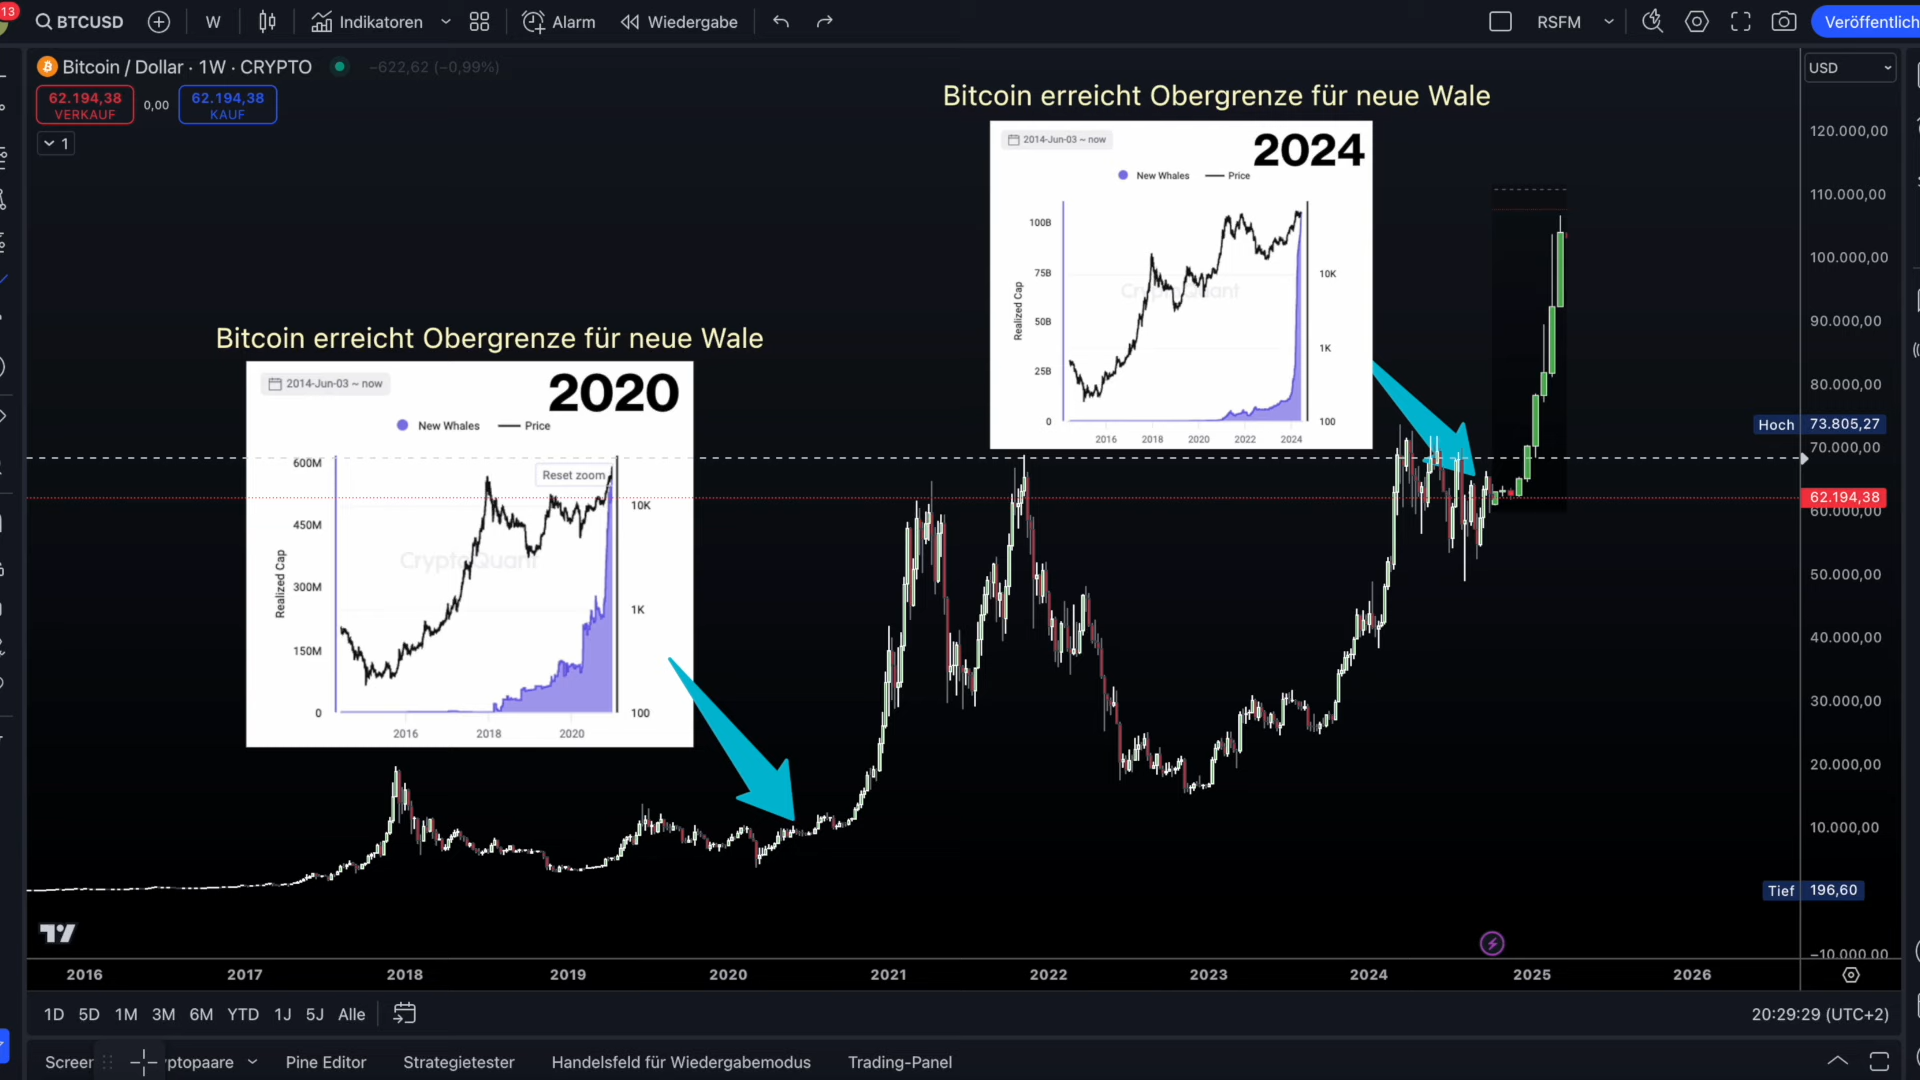 13
BTCUSD
W
Indikatoren
Alarm
Wiedergabe
RSFM
Veröffentlich
Bitcoin / Dollar · 1W · CRYPTO
−622,62 (−0,99%)
USD
62.194,38
VERKAUF
0,00
62.194,38
KAUF
1
Bitcoin erreicht Obergrenze für neue Wale
2014-Jun-03 ~ now
2024
New Whales
Price
100B
75B
50B
25B
0
Realized Cap
CryptoQuant
10K
1K
100
2016
2018
2020
2022
2024
Bitcoin erreicht Obergrenze für neue Wale
2014-Jun-03 ~ now
2020
New Whales
Price
Reset zoom
600M
450M
300M
150M
0
Realized Cap
CryptoQuant
10K
1K
100
2016
2018
2020
120.000,00
110.000,00
100.000,00
90.000,00
80.000,00
Hoch 73.805,27
70.000,00
62.194,38
60.000,00
50.000,00
40.000,00
30.000,00
20.000,00
10.000,00
Tief 196,60
−10.000,00
2016
2017
2018
2019
2020
2021
2022
2023
2024
2025
2026
1D 5D 1M 3M 6M YTD 1J 5J Alle
20:29:29 (UTC+2)
Screen
ptopaare
Pine Editor
Strategietester
Handelsfeld für Wiedergabemodus
Trading-Panel